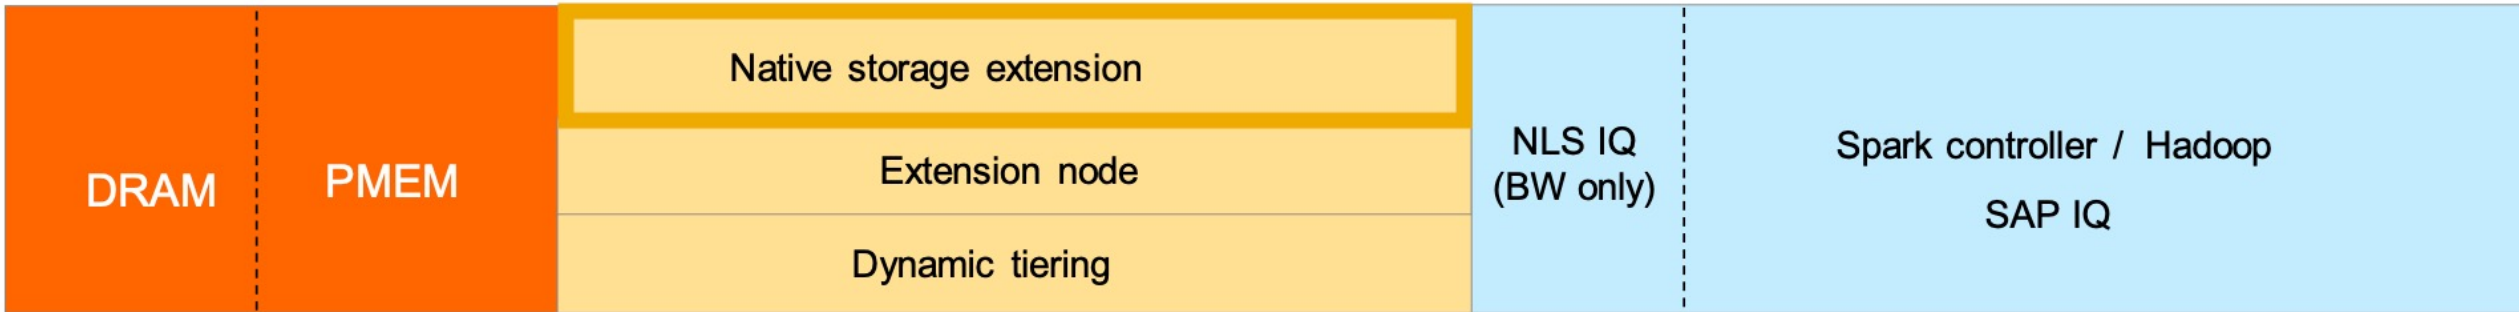 DRAM
PMEM
Native storage extension
Extension node
Dynamic tiering
NLS IQ
(BW only)
Spark controller / Hadoop
SAP IQ